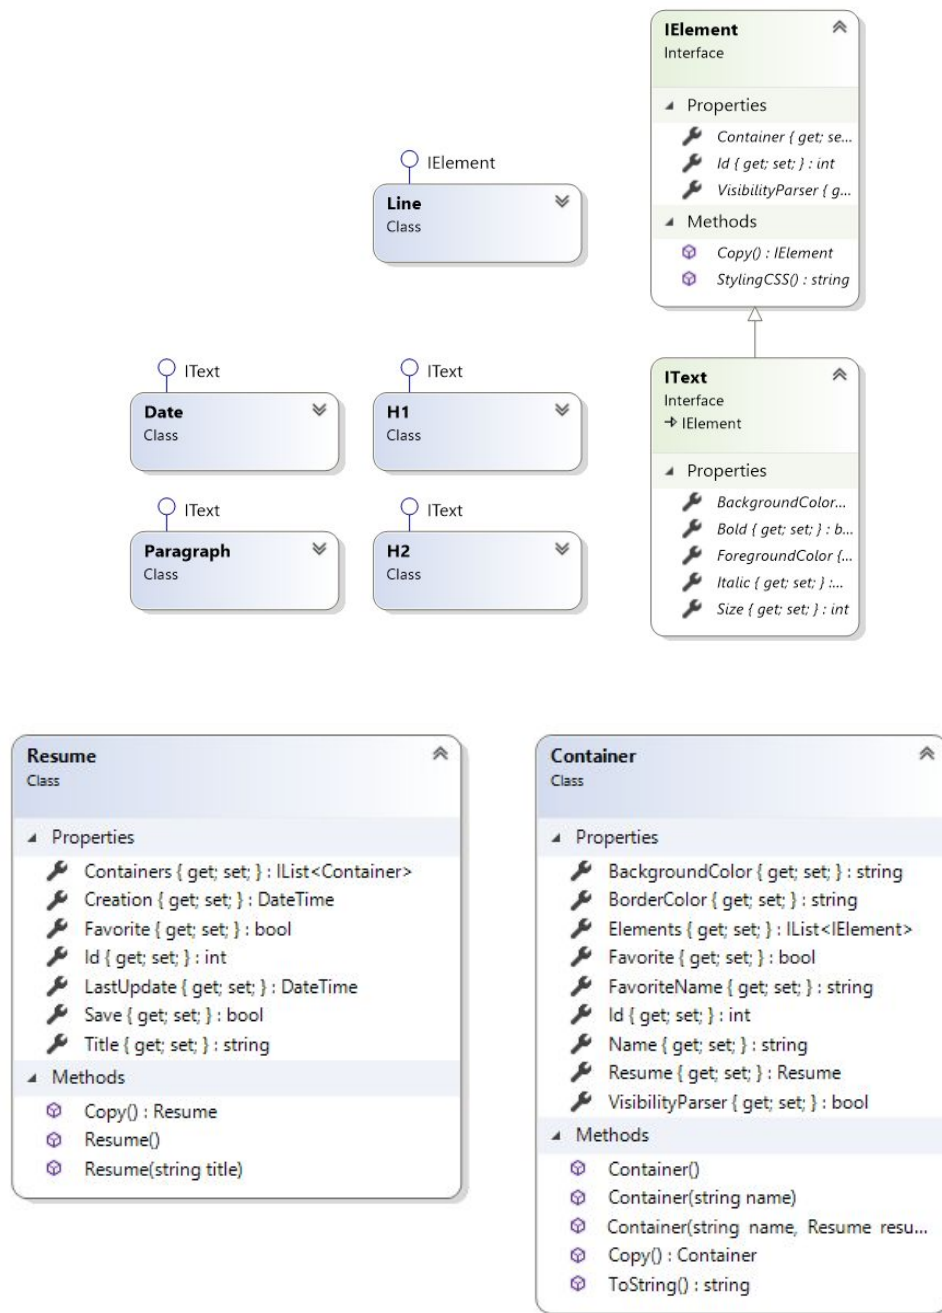 IElement
Interface
Properties
Container { get; se...
Id { get; set; } : int
VisibilityParser { g...
Methods
Copy() : IElement
StylingCSS() : string
IElement
Line
Class
IText
Date
Class
IText
H1
Class
IText
Paragraph
Class
IText
H2
Class
IText
Interface
IElement
Properties
BackgroundColor...
Bold { get; set; } : b...
ForegroundColor {...
Italic { get; set; } :...
Size { get; set; } : int
Resume
Class
Properties
Containers { get; set; } : IList<Container>
Creation { get; set; } : DateTime
Favorite { get; set; } : bool
Id { get; set; } : int
LastUpdate { get; set; } : DateTime
Save { get; set; } : bool
Title { get; set; } : string
Methods
Copy() : Resume
Resume()
Resume(string title)
Container
Class
Properties
BackgroundColor { get; set; } : string
BorderColor { get; set; } : string
Elements { get; set; } : IList<IElement>
Favorite { get; set; } : bool
FavoriteName { get; set; } : string
Id { get; set; } : int
Name { get; set; } : string
Resume { get; set; } : Resume
VisibilityParser { get; set; } : bool
Methods
Container()
Container(string name)
Container(string name, Resume resu...
Copy() : Container
ToString() : string